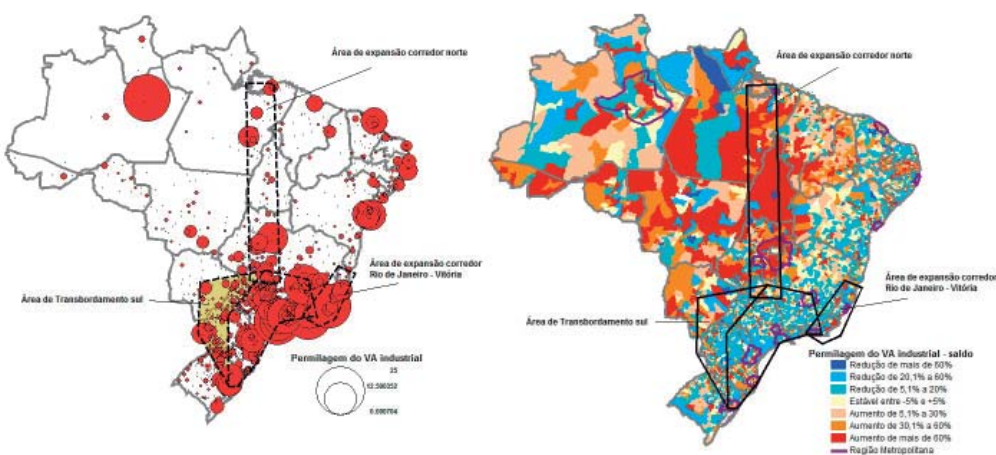 Área de expansão corredor norte
Área de expansão corredor
Rio de Janeiro - Vitória
Área de Transbordamento sul
Permilagem do VA industrial
25
Área de expansão corredor norte
Área de expansão corredor
Rio de Janeiro - Vitória
Área de Transbordamento sul
Permilagem do VA industrial - saldo
Redução de mais de 60%
Redução de 20,1% a 60%
Redução de 5,1% a 20%
Estável entre -5% e +5%
Aumento de 5,1% a 30%
Aumento de 30,1% a 60%
Aumento de mais de 60%
Região Metropolitana